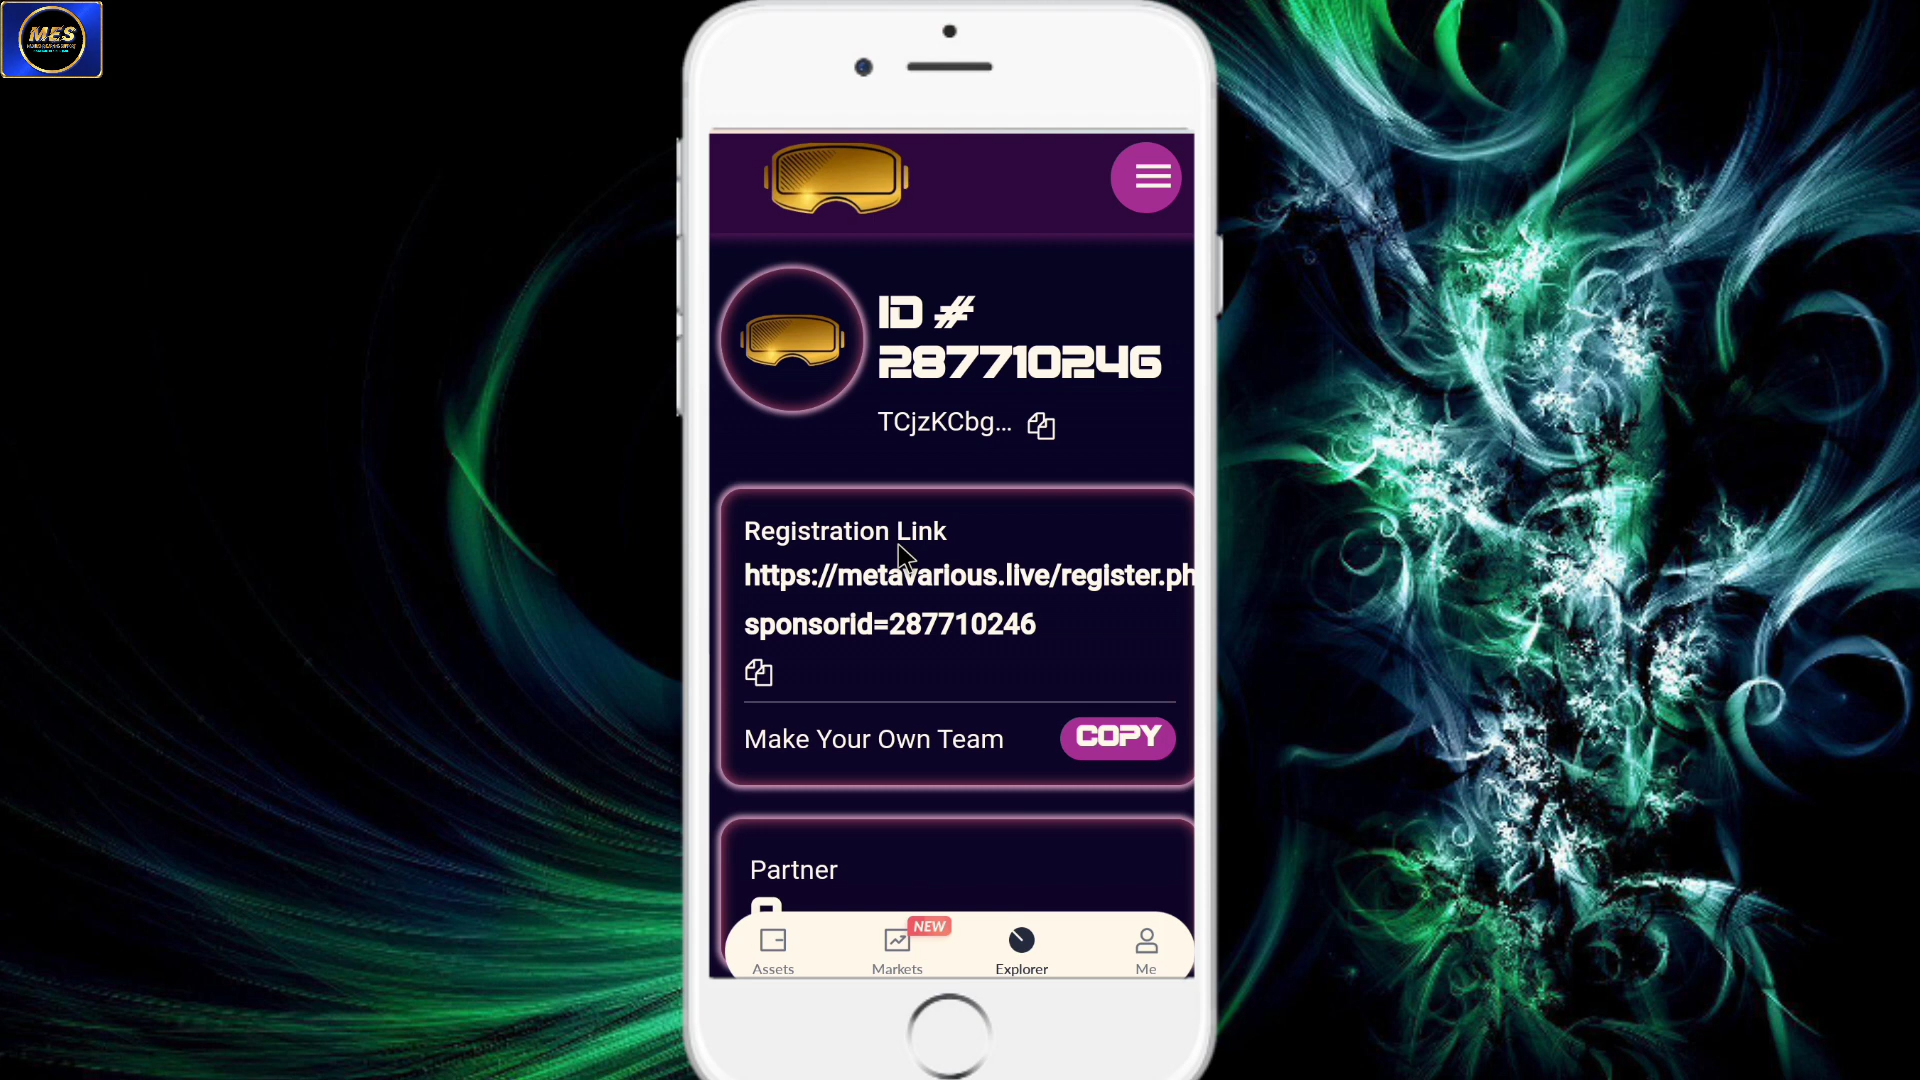 MES
ID #
287710246
TCjzKCbg...
Registration Link
https://metavarious.live/register.ph
sponsorid=287710246
Make Your Own Team
COPY
Partner
NEW
Assets
Markets
Explorer
Me